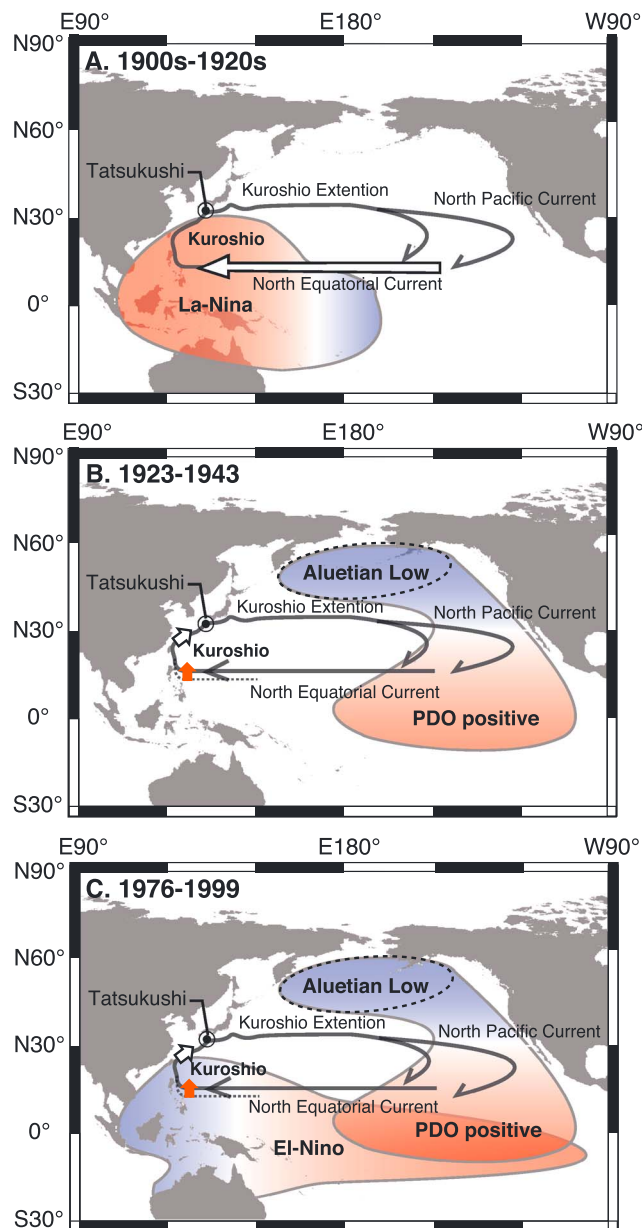 E90° E180° W90°
N90°
A. 1900s-1920s
N60°
Tatsukushi
Kuroshio Extention
North Pacific Current
N30°
Kuroshio
North Equatorial Current
La-Nina
0°
S30°
E90° E180° W90°
N90°
B. 1923-1943
N60°
Aluetian Low
Tatsukushi
Kuroshio Extention
North Pacific Current
N30°
Kuroshio
North Equatorial Current
PDO positive
0°
S30°
E90° E180° W90°
N90°
C. 1976-1999
N60°
Aluetian Low
Tatsukushi
Kuroshio Extention
North Pacific Current
N30°
Kuroshio
North Equatorial Current
PDO positive
0°
El-Nino
S30°